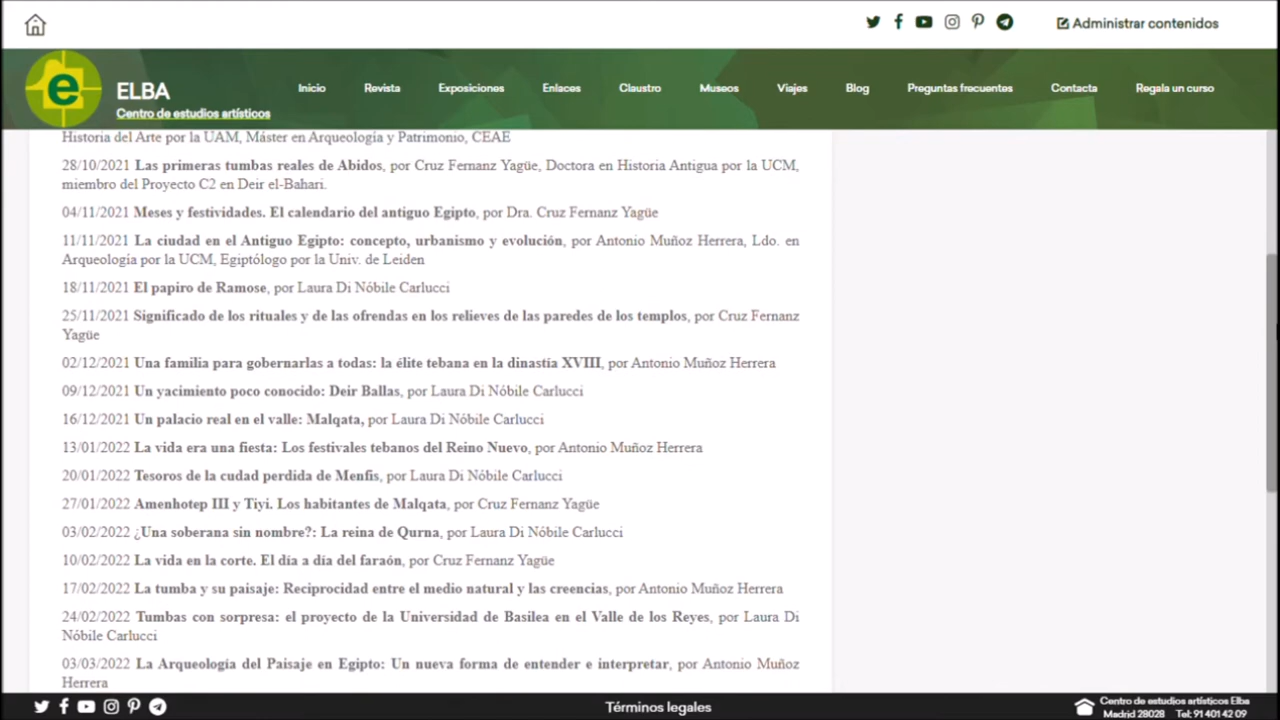 Administrar contenidos
ELBA
Centro de estudios artísticos
Inicio
Revista
Exposiciones
Enlaces
Claustro
Museos
Viajes
Blog
Preguntas frecuentes
Contacta
Regala un curso
Historia del Arte por la UAM, Máster en Arqueología y Patrimonio, CEAE
28/10/2021 Las primeras tumbas reales de Abidos, por Cruz Fernanz Yagüe, Doctora en Historia Antigua por la UCM,
miembro del Proyecto C2 en Deir el-Bahari.
04/11/2021 Meses y festividades. El calendario del antiguo Egipto, por Dra. Cruz Fernanz Yagüe
11/11/2021 La ciudad en el Antiguo Egipto: concepto, urbanismo y evolución, por Antonio Muñoz Herrera, Ldo. en
Arqueología por la UCM, Egiptólogo por la Univ. de Leiden
18/11/2021 El papiro de Ramose, por Laura Di Nóbile Carlucci
25/11/2021 Significado de los rituales y de las ofrendas en los relieves de las paredes de los templos, por Cruz Fernanz
Yagüe
02/12/2021 Una familia para gobernarlas a todas: la élite tebana en la dinastía XVIII, por Antonio Muñoz Herrera
09/12/2021 Un yacimiento poco conocido: Deir Ballas, por Laura Di Nóbile Carlucci
16/12/2021 Un palacio real en el valle: Malqata, por Laura Di Nóbile Carlucci
13/01/2022 La vida era una fiesta: Los festivales tebanos del Reino Nuevo, por Antonio Muñoz Herrera
20/01/2022 Tesoros de la cudad perdida de Menfis, por Laura Di Nóbile Carlucci
27/01/2022 Amenhotep III y Tiyi. Los habitantes de Malqata, por Cruz Fernanz Yagüe
03/02/2022 ¿Una soberana sin nombre?: La reina de Qurna, por Laura Di Nóbile Carlucci
10/02/2022 La vida en la corte. El día a día del faraón, por Cruz Fernanz Yagüe
17/02/2022 La tumba y su paisaje: Reciprocidad entre el medio natural y las creencias, por Antonio Muñoz Herrera
24/02/2022 Tumbas con sorpresa: el proyecto de la Universidad de Basilea en el Valle de los Reyes, por Laura Di
Nóbile Carlucci
03/03/2022 La Arqueología del Paisaje en Egipto: Un nueva forma de entender e interpretar, por Antonio Muñoz
Herrera
Términos legales
Centro de estudios artísticos Elba
Madrid 28028 Tel: 91 401 42 09